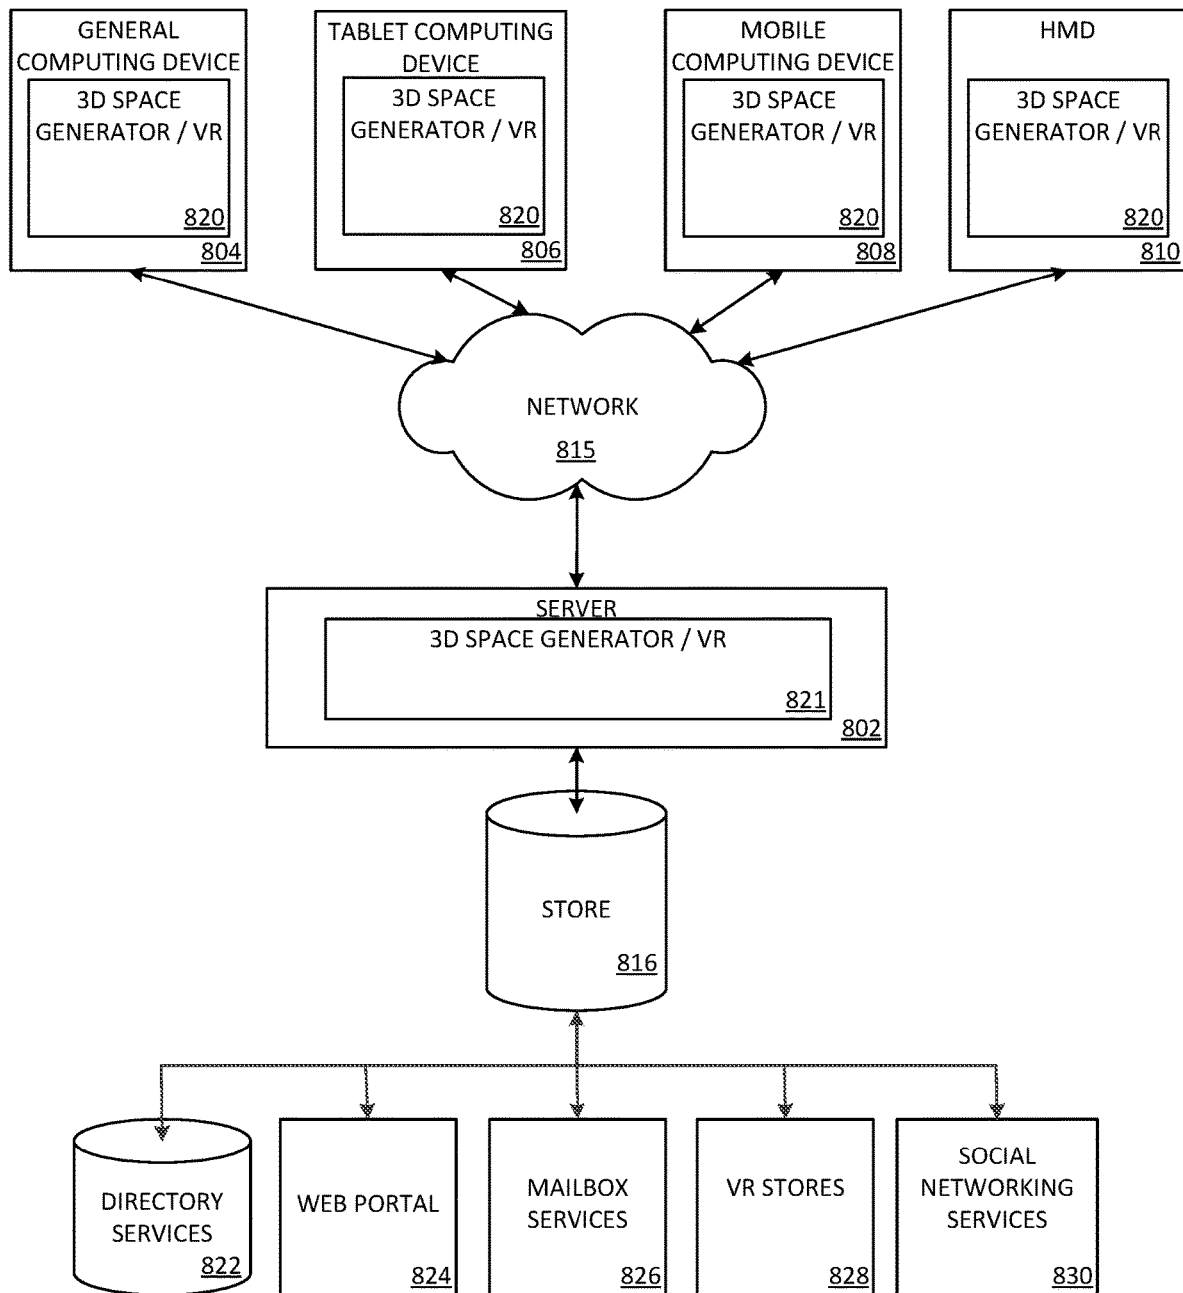 GENERAL
COMPUTING DEVICE
3D SPACE
GENERATOR / VR
820
804
TABLET COMPUTING
DEVICE
3D SPACE
GENERATOR / VR
820
806
MOBILE
COMPUTING DEVICE
3D SPACE
GENERATOR / VR
820
808
HMD
3D SPACE
GENERATOR / VR
820
810
NETWORK
815
SERVER
3D SPACE GENERATOR / VR
821
802
STORE
816
DIRECTORY
SERVICES
822
WEB PORTAL
824
MAILBOX
SERVICES
826
VR STORES
828
SOCIAL
NETWORKING
SERVICES
830